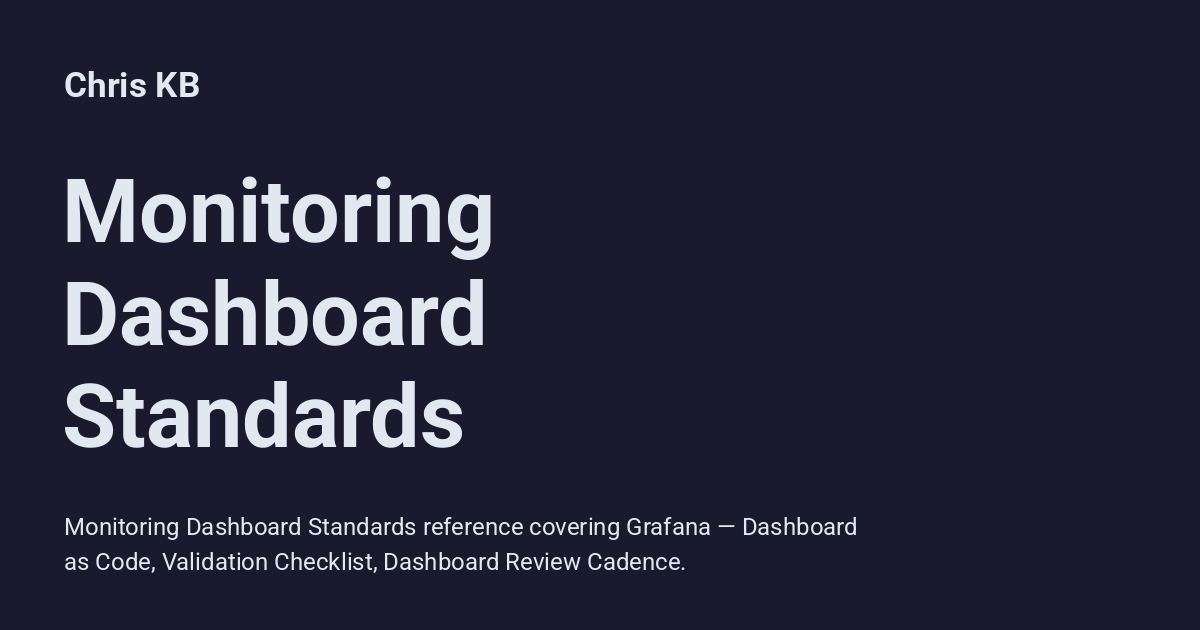 Chris KB
Monitoring
Dashboard
Standards
Monitoring Dashboard Standards reference covering Grafana — Dashboard
as Code, Validation Checklist, Dashboard Review Cadence.